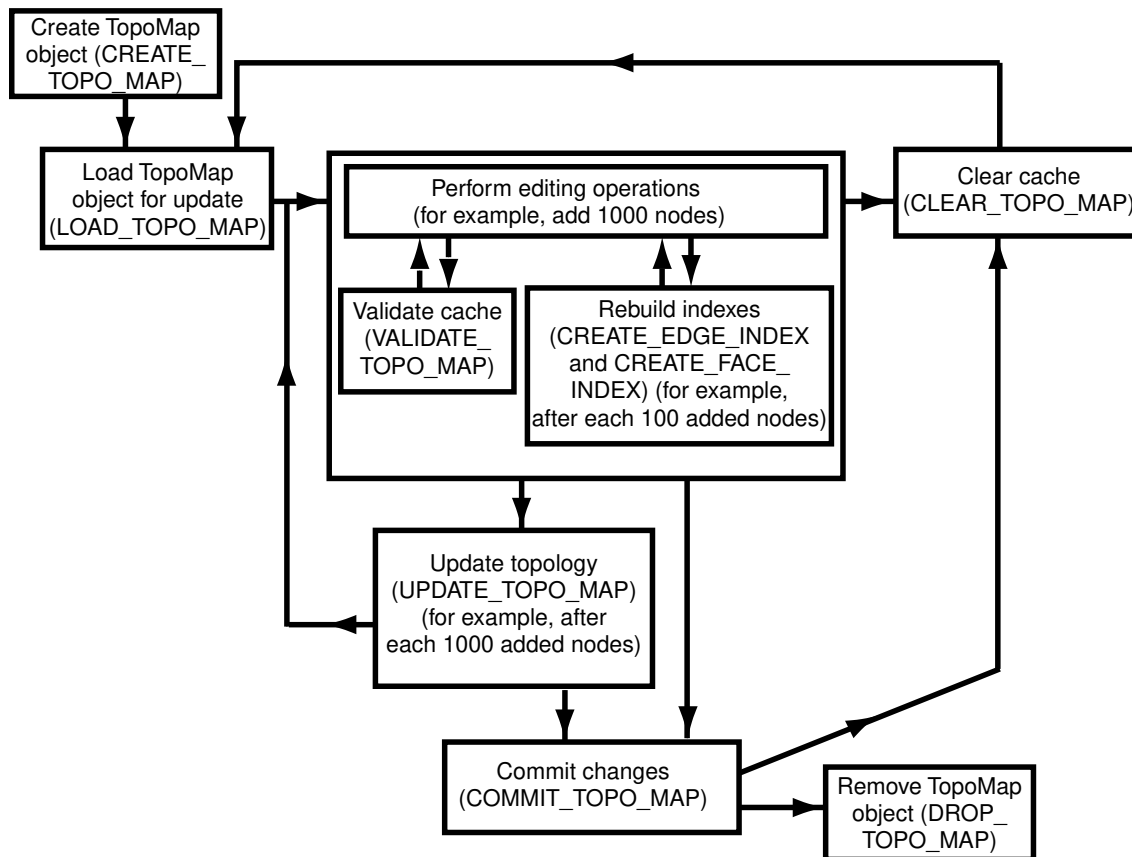 Create TopoMap
object (CREATE_
TOPO_MAP)
Load TopoMap
object for update
(LOAD_TOPO_MAP)
Perform editing operations
(for example, add 1000 nodes)
Clear cache
(CLEAR_TOPO_MAP)
Validate cache
(VALIDATE_
TOPO_MAP)
Rebuild indexes
(CREATE_EDGE_INDEX
and CREATE_FACE_
INDEX) (for example,
after each 100 added nodes)
Update topology
(UPDATE_TOPO_MAP)
(for example, after
each 1000 added nodes)
Commit changes
(COMMIT_TOPO_MAP)
Remove TopoMap
object (DROP_
TOPO_MAP)